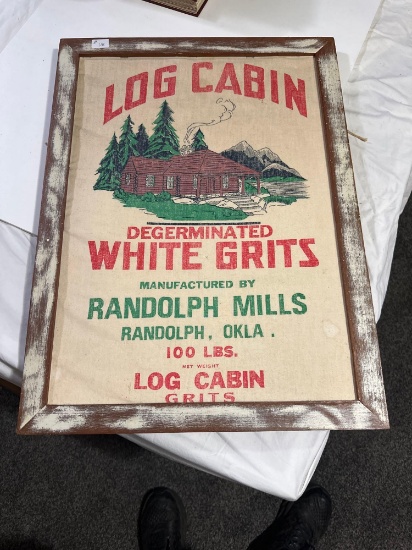 LOG CABIN
DEGERMINATED
WHITE GRITS
MANUFACTURED BY
RANDOLPH MILLS
RANDOLPH, OKLA.
100 LBS.
NET WEIGHT
LOG CABIN
GRITS